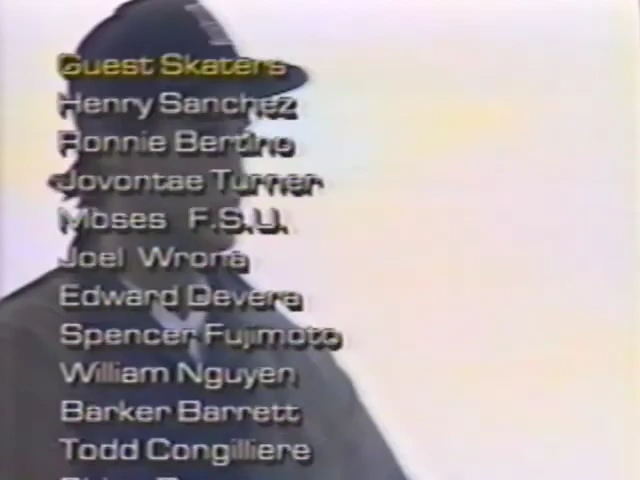 Guest Skaters
Henry Sanchez
Ronnie Bertino
Jovontae Turner
Moses F.S.U.
Joel Wrona
Edward Devera
Spencer Fujimoto
William Nguyen
Barker Barrett
Todd Congilliere